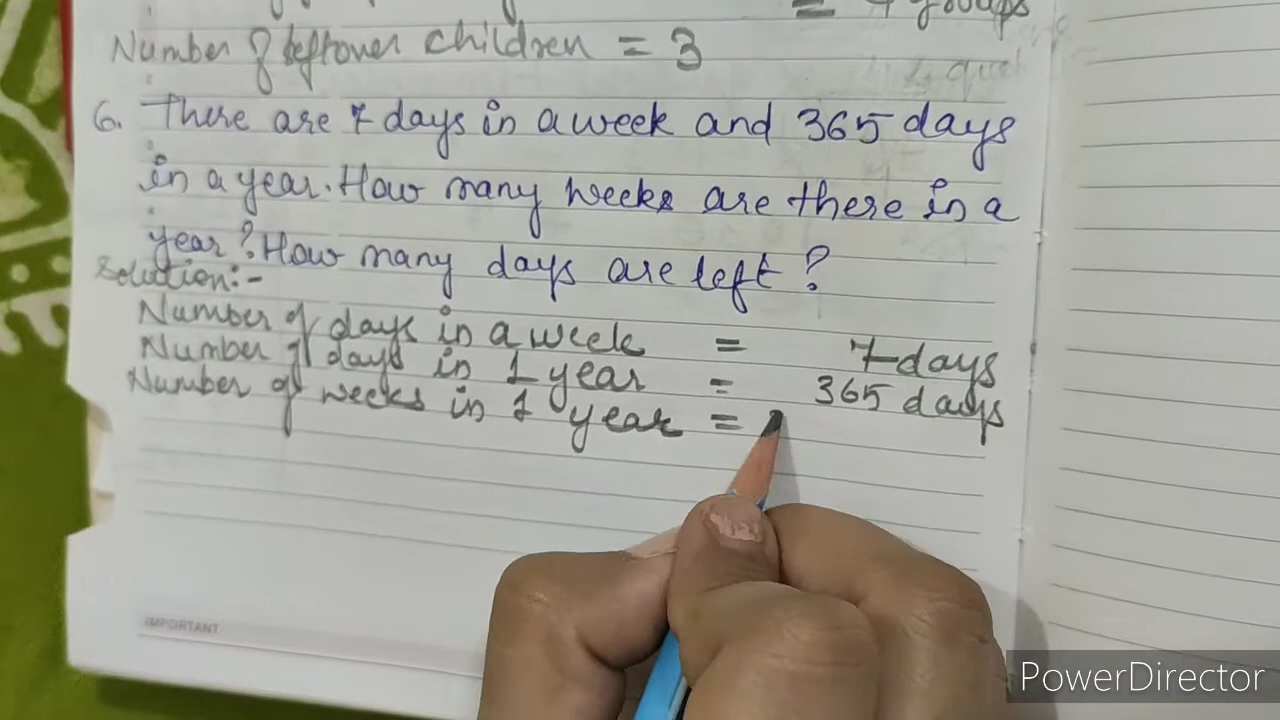 = 7 groups
Number of leftover children = 3
6. There are 7 days in a week and 365 days
in a year. How many weeks are there in a
year? How many days are left?
Solution:-
Number of days in a week = 7 days
Number of days in 1 year = 365 days
Number of weeks in 1 year =
IMPORTANT
PowerDirector